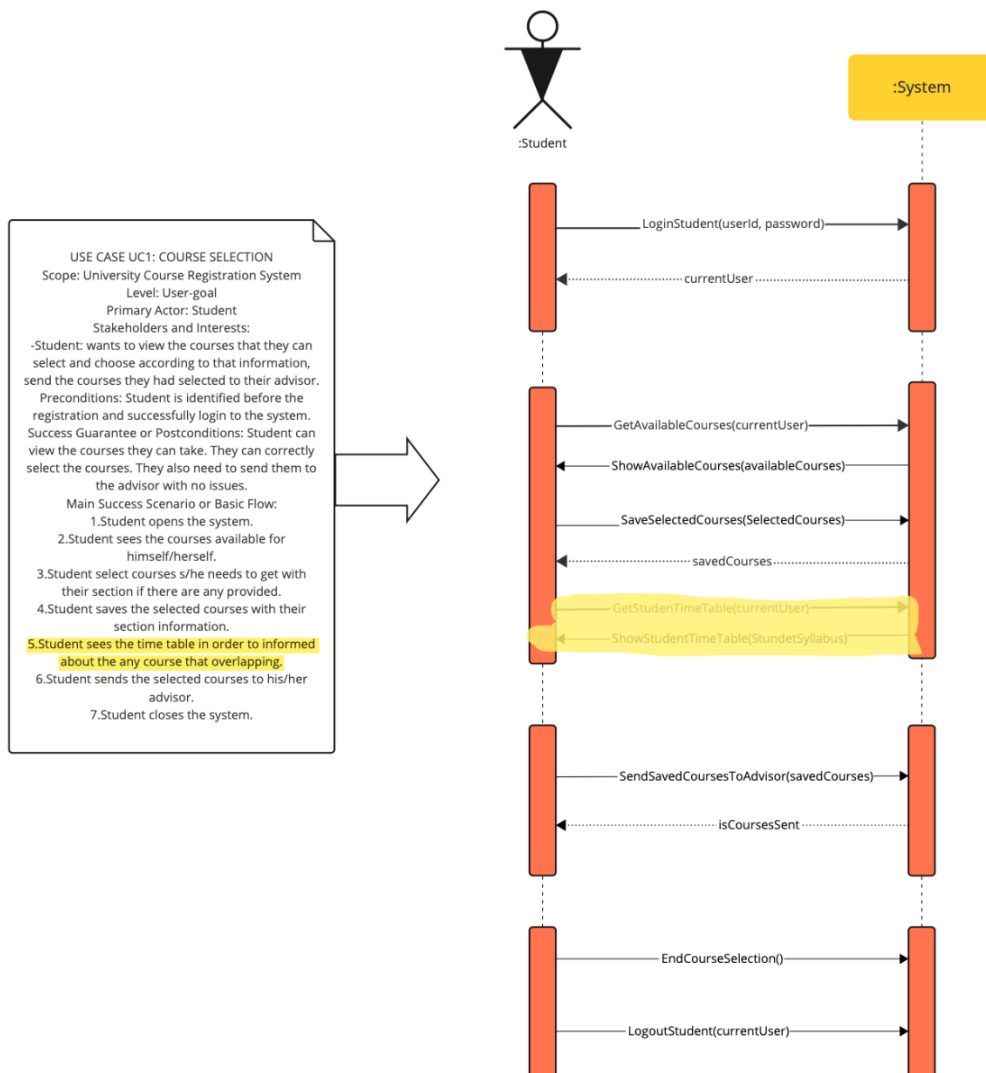 :Student
:System
USE CASE UC1: COURSE SELECTION
Scope: University Course Registration System
Level: User-goal
Primary Actor: Student
Stakeholders and Interests:
-Student: wants to view the courses that they can
select and choose according to that information,
send the courses they had selected to their advisor.
Preconditions: Student is identified before the
registration and successfully login to the system.
Success Guarantee or Postconditions: Student can
view the courses they can take. They can correctly
select the courses. They also need to send them to
the advisor with no issues.
Main Success Scenario or Basic Flow:
1.Student opens the system.
2.Student sees the courses available for
himself/herself.
3.Student select courses s/he needs to get with
their section if there are any provided.
4.Student saves the selected courses with their
section information.
5.Student sees the time table in order to informed
about the any course that overlapping.
6.Student sends the selected courses to his/her
advisor.
7.Student closes the system.
LoginStudent(userId, password)
currentUser
GetAvailableCourses(currentUser)
ShowAvailableCourses(availableCourses)
SaveSelectedCourses(SelectedCourses)
savedCourses
GetStudenTimeTable(currentUser)
ShowStudentTimeTable(StundetSyllabus)
SendSavedCoursesToAdvisor(savedCourses)
isCoursesSent
EndCourseSelection()
LogoutStudent(currentUser)